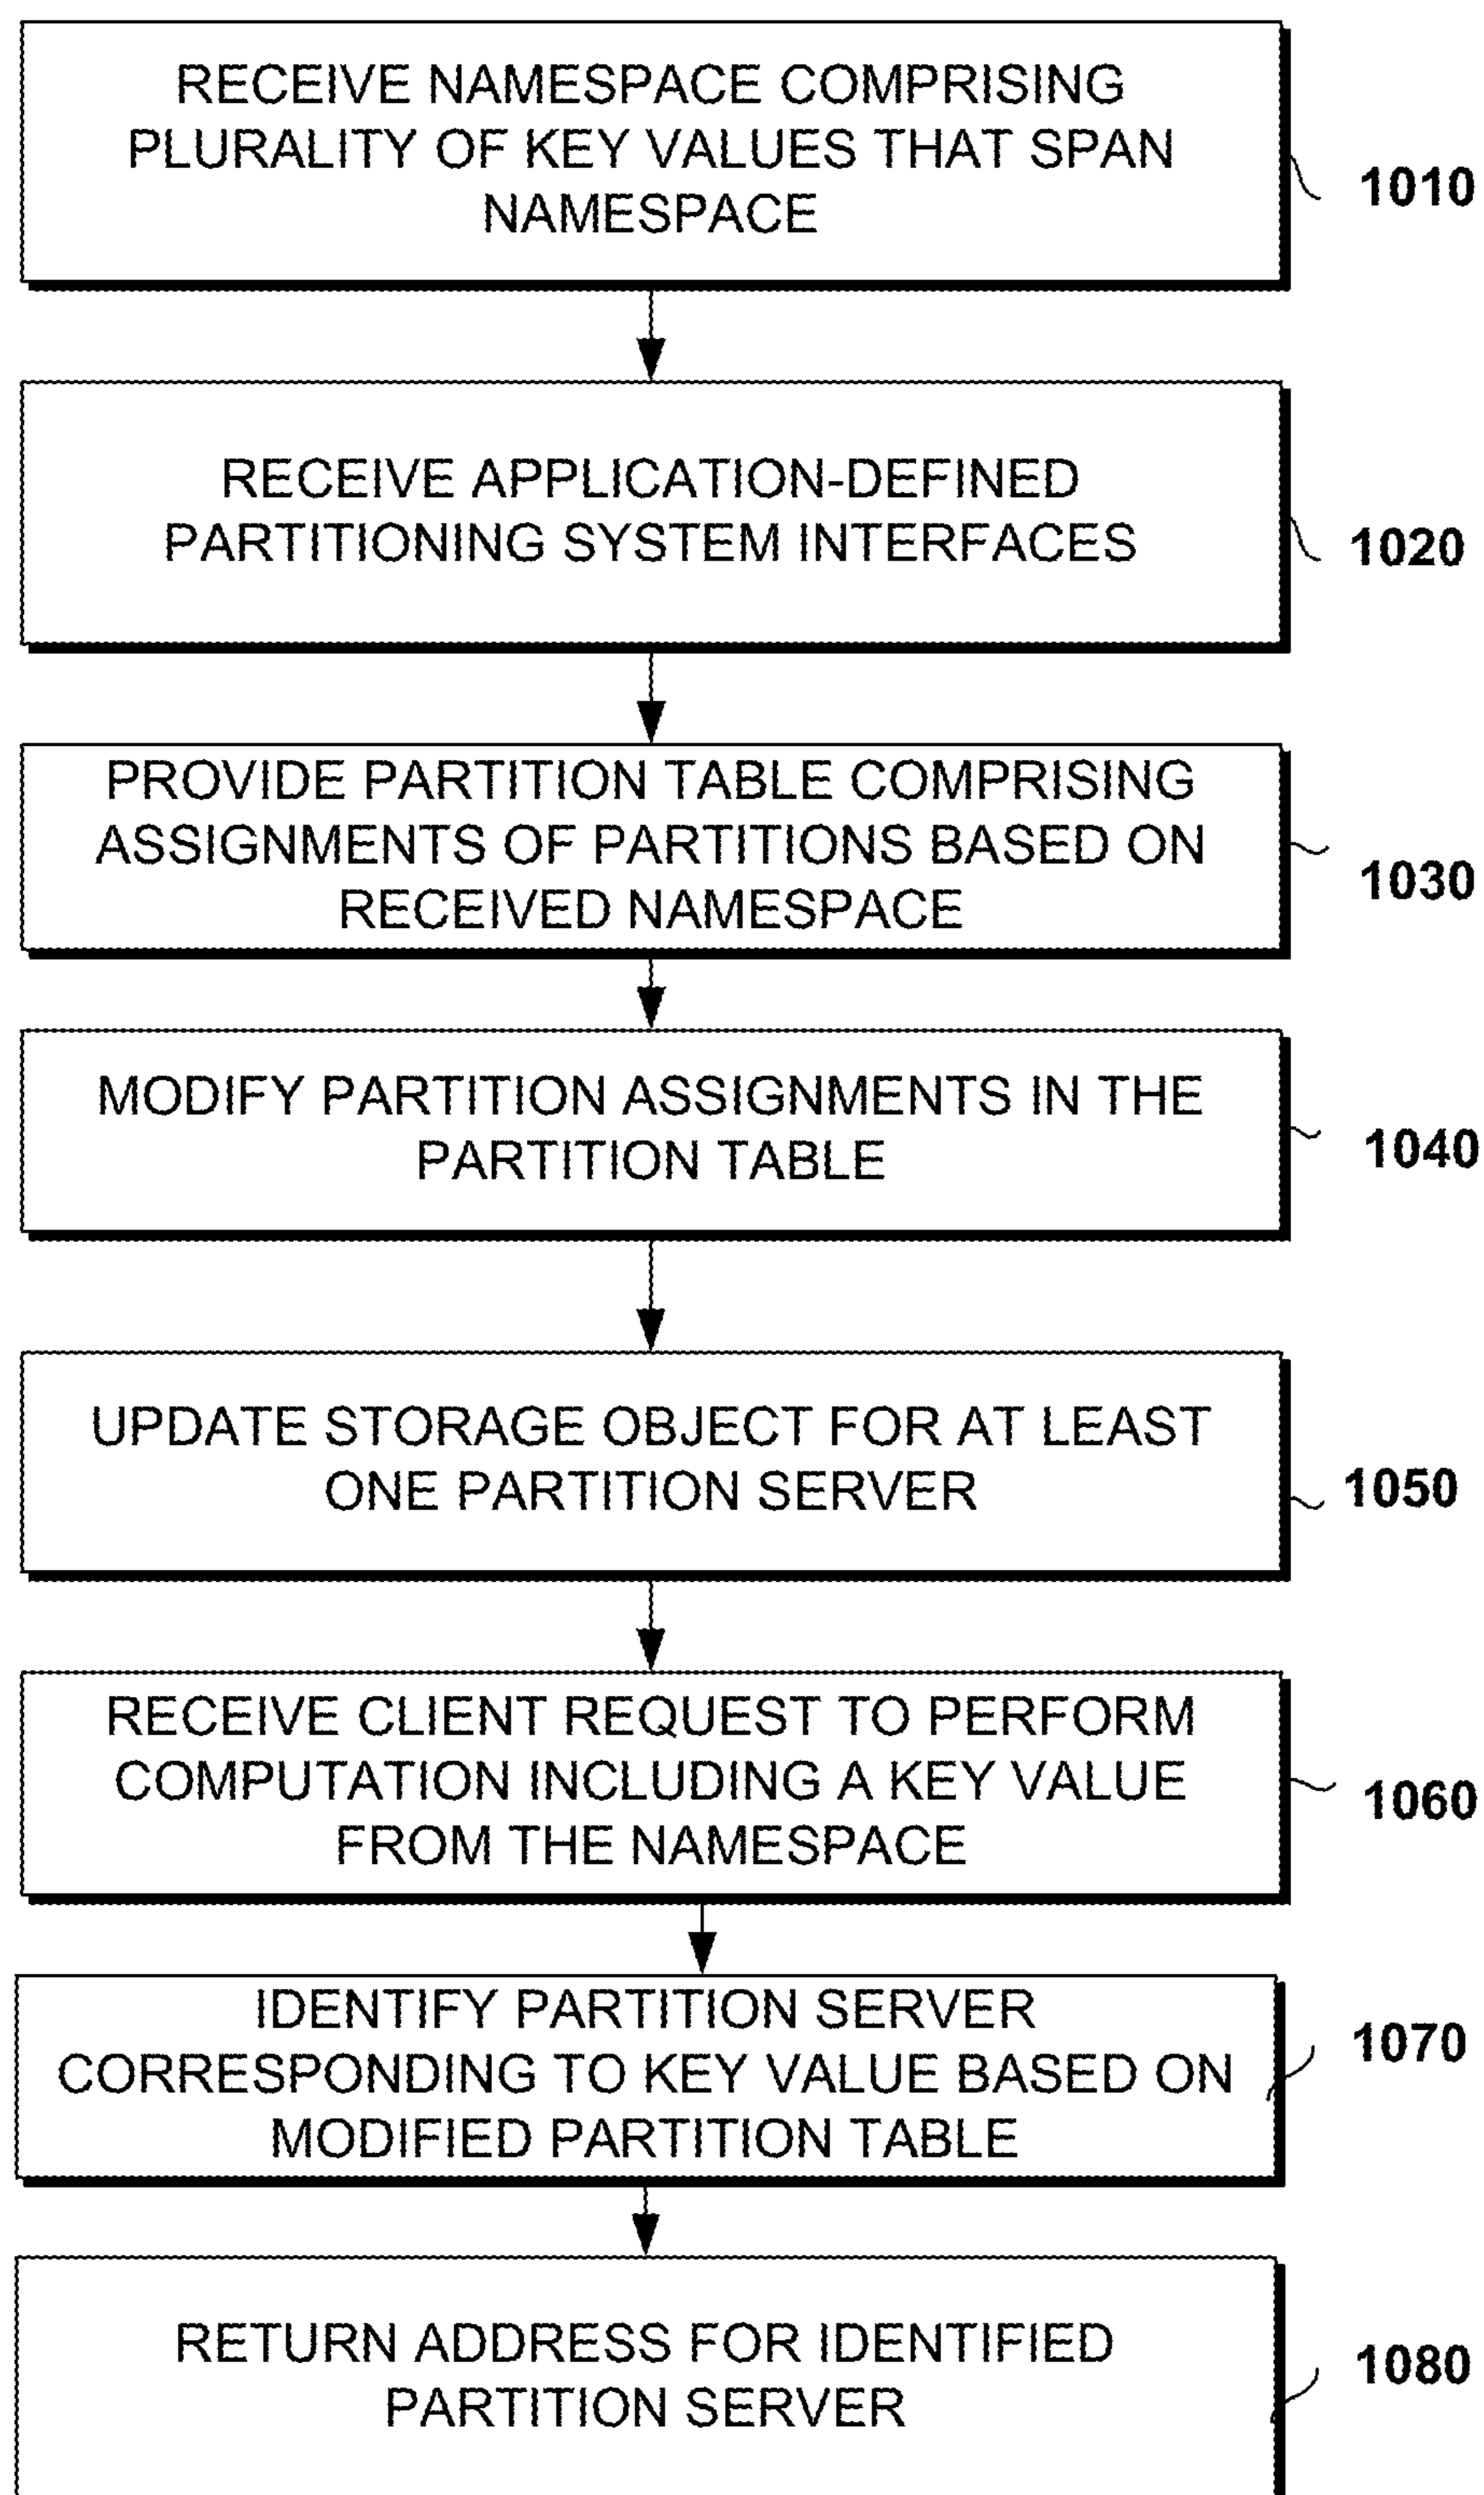 RECEIVE NAMESPACE COMPRISING
PLURALITY OF KEY VALUES THAT SPAN
NAMESPACE
1010
RECEIVE APPLICATION-DEFINED
PARTITIONING SYSTEM INTERFACES
1020
PROVIDE PARTITION TABLE COMPRISING
ASSIGNMENTS OF PARTITIONS BASED ON
RECEIVED NAMESPACE
1030
MODIFY PARTITION ASSIGNMENTS IN THE
PARTITION TABLE
1040
UPDATE STORAGE OBJECT FOR AT LEAST
ONE PARTITION SERVER
1050
RECEIVE CLIENT REQUEST TO PERFORM
COMPUTATION INCLUDING A KEY VALUE
FROM THE NAMESPACE
1060
IDENTIFY PARTITION SERVER
CORRESPONDING TO KEY VALUE BASED ON
MODIFIED PARTITION TABLE
1070
RETURN ADDRESS FOR IDENTIFIED
PARTITION SERVER
1080